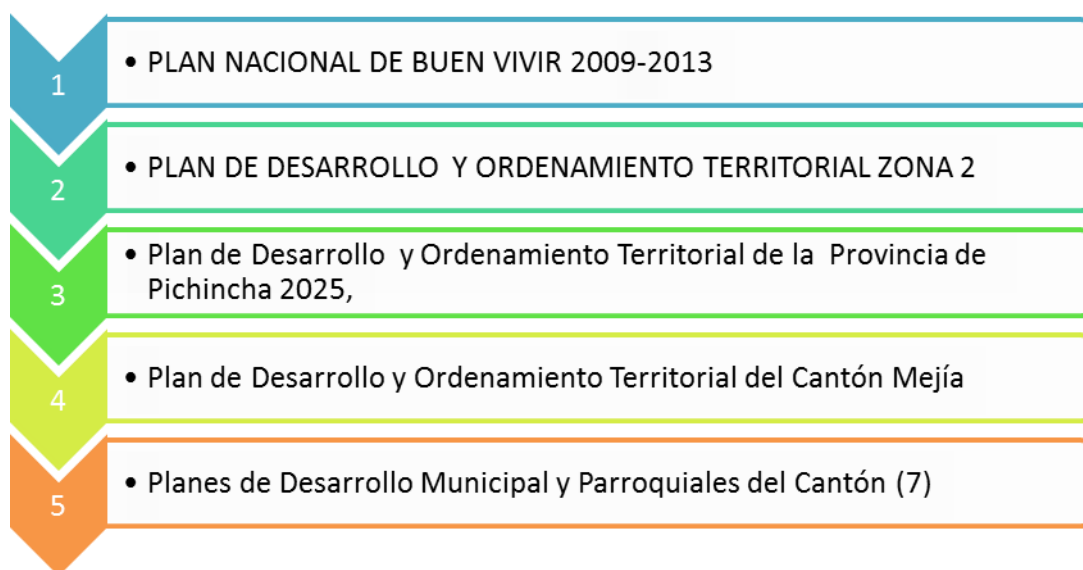 1
• PLAN NACIONAL DE BUEN VIVIR 2009-2013
2
• PLAN DE DESARROLLO Y ORDENAMIENTO TERRITORIAL ZONA 2
3
• Plan de Desarrollo y Ordenamiento Territorial de la Provincia de
Pichincha 2025,
4
• Plan de Desarrollo y Ordenamiento Territorial del Cantón Mejía
5
• Planes de Desarrollo Municipal y Parroquiales del Cantón (7)